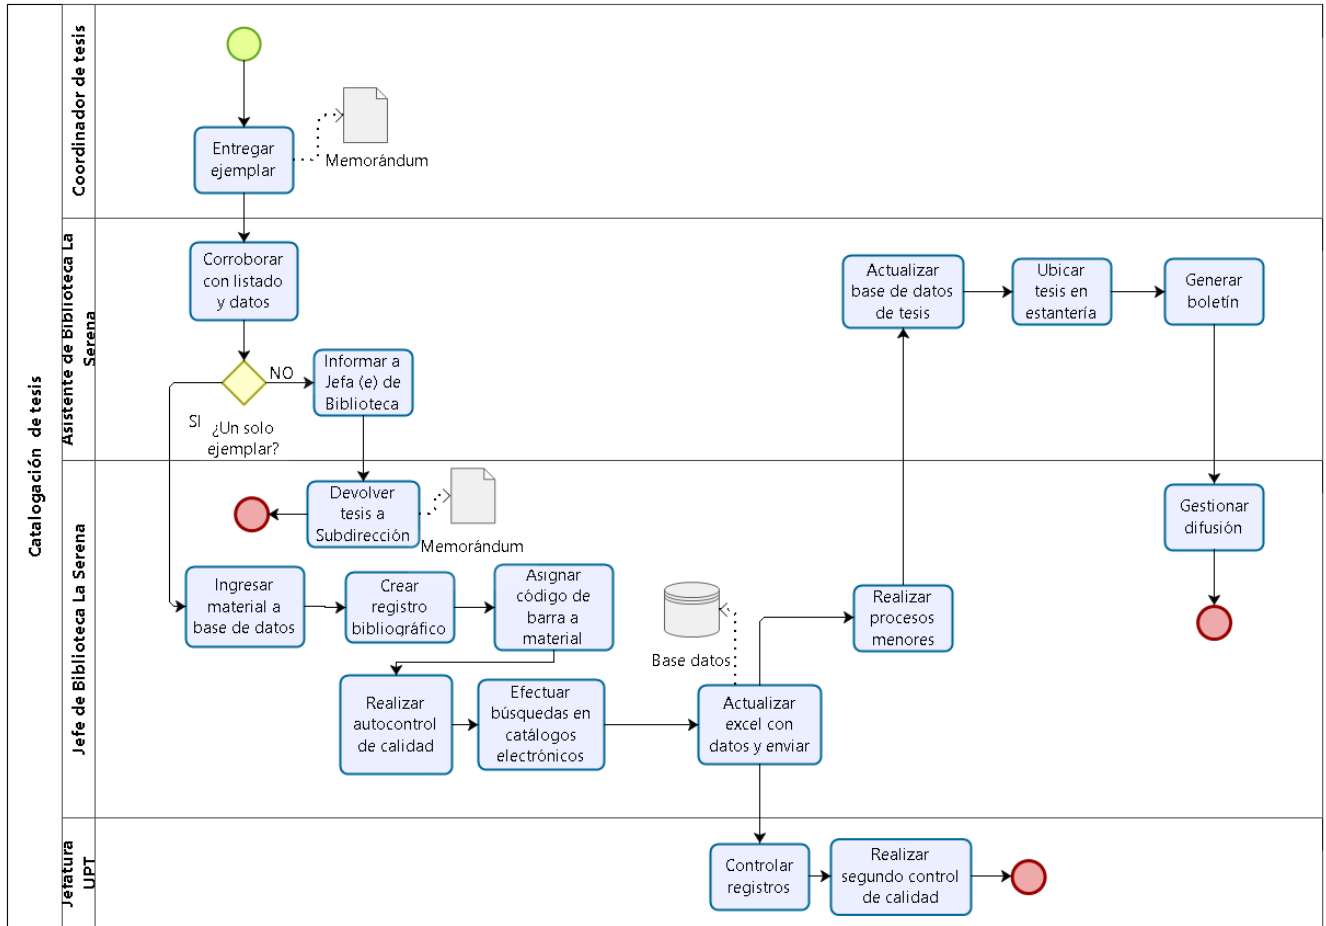 Catalogación  de tesis
Coordinador de tesis
Entregar
ejemplar
Memorándum
Asistente de Biblioteca La
Serena
Corroborar
con listado
y datos
NO
SI
¿Un solo
ejemplar?
Informar a
Jefa (e) de
Biblioteca
Actualizar
base de datos
de tesis
Ubicar
tesis en
estantería
Generar
boletín
Jefe de Biblioteca La Serena
Devolver
tesis a
Subdirección
Memorándum
Gestionar
difusión
Ingresar
material a
base de datos
Crear
registro
bibliográfico
Asignar
código de
barra a
material
Base datos
Realizar
procesos
menores
Realizar
autocontrol
de calidad
Efectuar
búsquedas en
catálogos
electrónicos
Actualizar
excel con
datos y enviar
Jefatura
UPT
Controlar
registros
Realizar
segundo control
de calidad